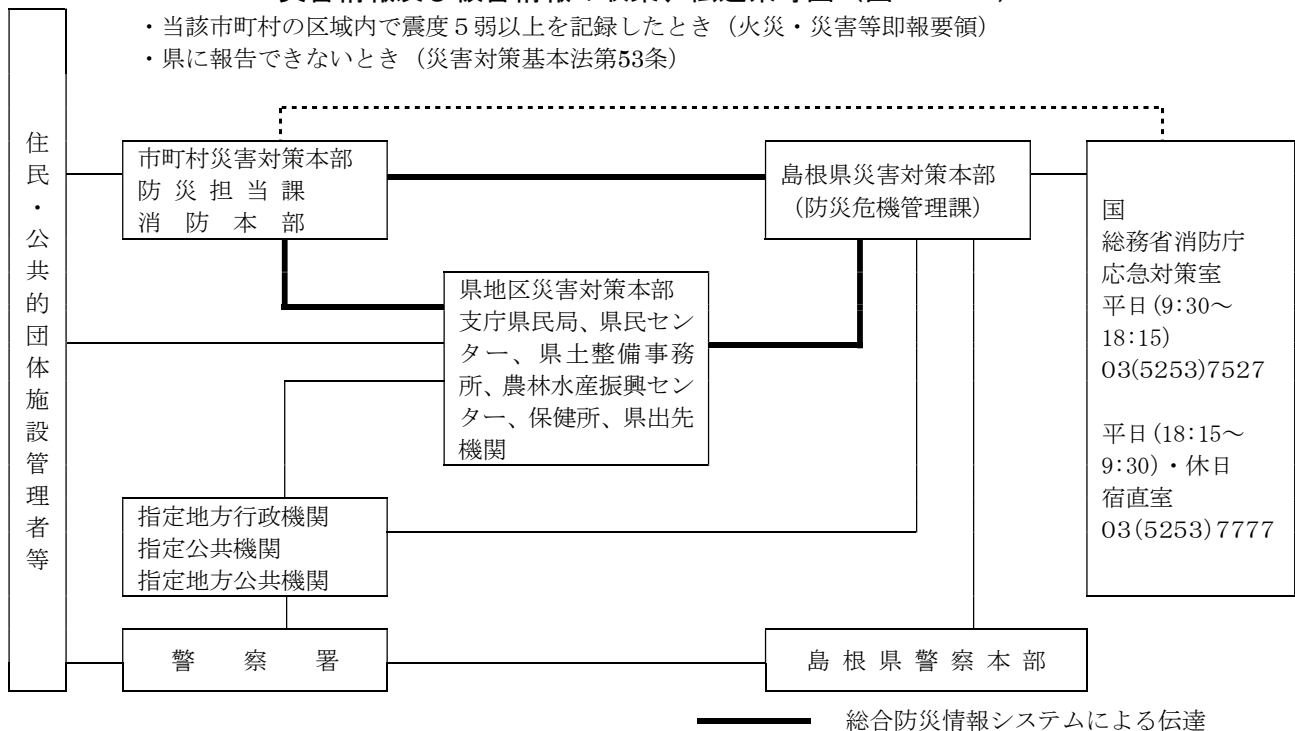 ・当該市町村の区域内で震度５弱以上を記録したとき（火災・災害等即報要領）
・県に報告できないとき（災害対策基本法第53条）
住民・公共的団体施設管理者等
市町村災害対策本部
防災担当課
消防本部
島根県災害対策本部
（防災危機管理課）
国
総務省消防庁
応急対策室
平日(9:30～
18:15)
03(5253)7527
平日(18:15～
9:30)・休日
宿直室
03(5253)7777
県地区災害対策本部
支庁県民局、県民セン
ター、県土整備事務
所、農林水産振興セン
ター、保健所、県出先
機関
指定地方行政機関
指定公共機関
指定地方公共機関
警察署
島根県警察本部
総合防災情報システムによる伝達